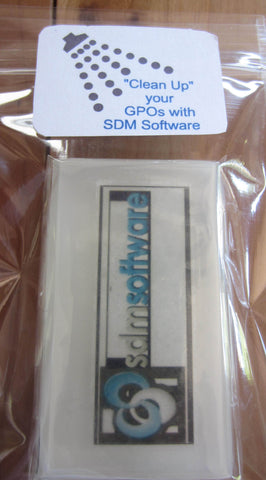 "Clean Up"
your
GPOs with
SDM Software
sdmsoftware